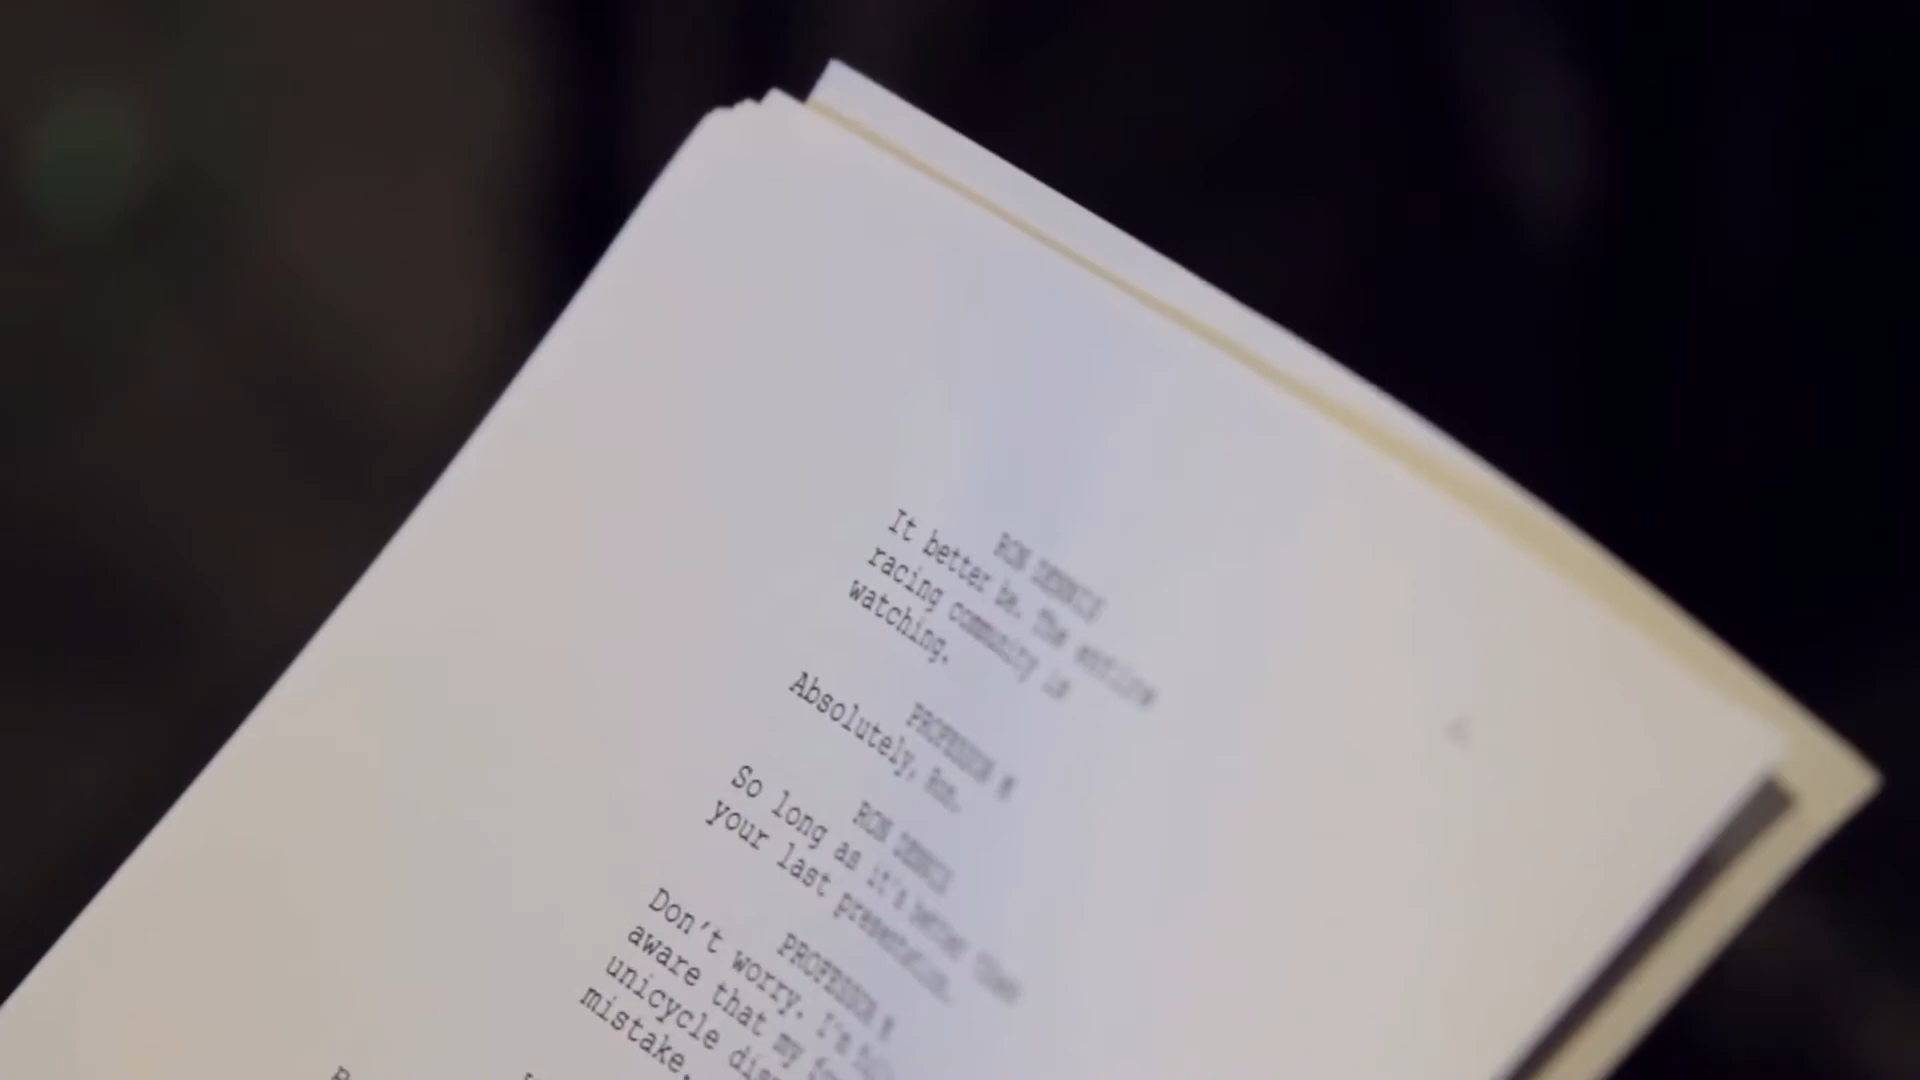 RON DENNIS
It better be. The entire
racing community is
watching.
PROFESSOR M
Absolutely, Ron.
RON DENNIS
So long as it's better than
your last presentation.
PROFESSOR M
Don't worry. I'm
aware that my
unicycle
mistake.